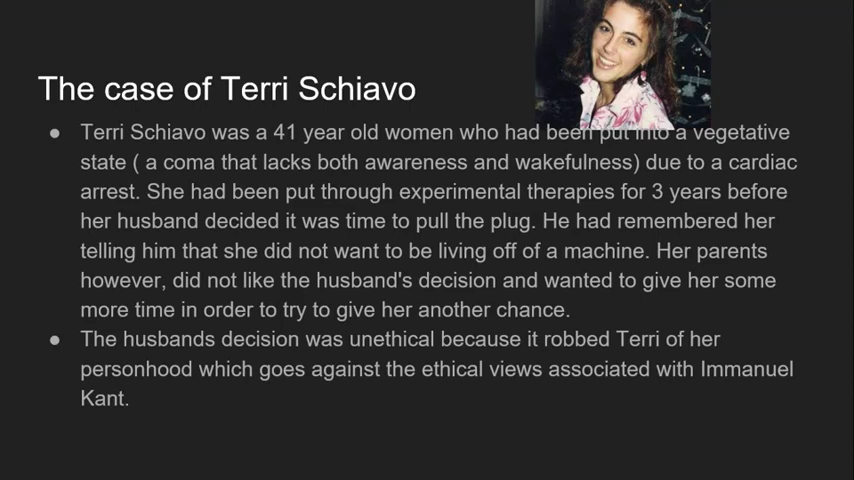 The case of Terri Schiavo
● Terri Schiavo was a 41 year old women who had been put into a vegetative
state ( a coma that lacks both awareness and wakefulness) due to a cardiac
arrest. She had been put through experimental therapies for 3 years before
her husband decided it was time to pull the plug. He had remembered her
telling him that she did not want to be living off of a machine. Her parents
however, did not like the husband's decision and wanted to give her some
more time in order to try to give her another chance.
● The husbands decision was unethical because it robbed Terri of her
personhood which goes against the ethical views associated with Immanuel
Kant.